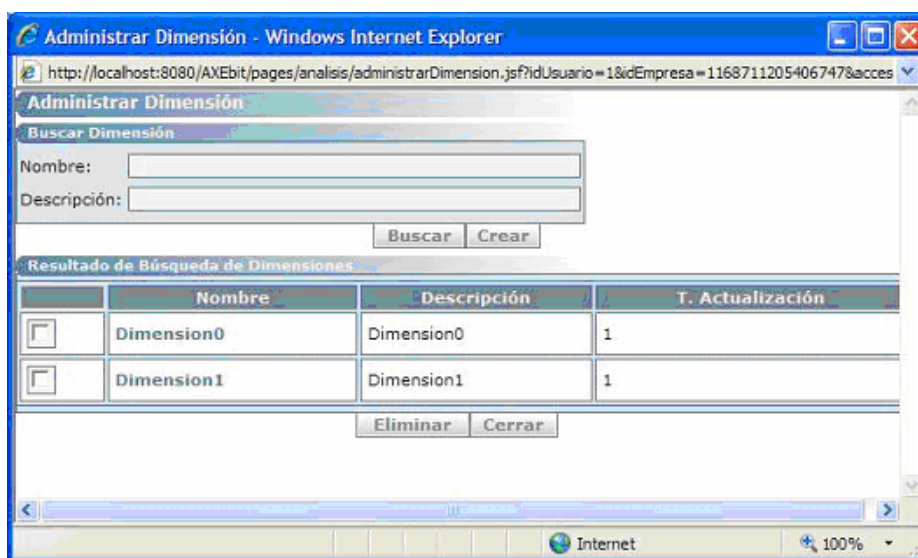 Administrar Dimensión - Windows Internet Explorer
http://localhost:8080/AXEbit/pages/analisis/administrarDimension.jsf?idUsuario=1&idEmpresa=1168711205406747&acces
Administrar Dimensión
Buscar Dimensión
Nombre:
Descripción:
Buscar Crear
Resultado de Búsqueda de Dimensiones
Nombre Descripción T. Actualización
Dimension0 Dimension0 1
Dimension1 Dimension1 1
Eliminar Cerrar
Internet 100%